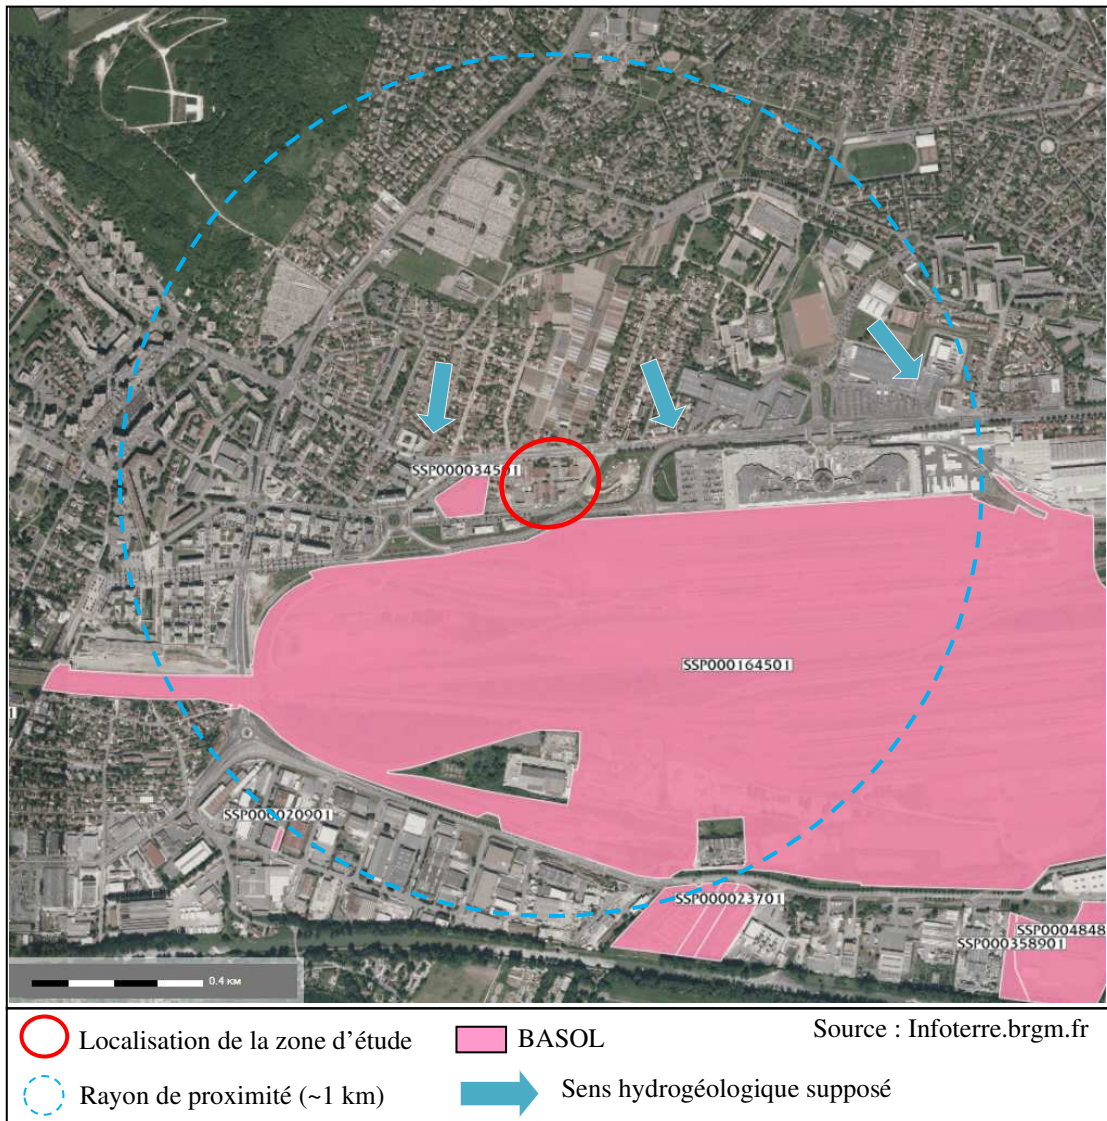 SSP000034501
SSP000164501
SSP000020901
SSP000023701
SSP0004848
SSP000358901
0.4 KM
Localisation de la zone d'étude
BASOL
Source : Infoterre.brgm.fr
Rayon de proximité (~1 km)
Sens hydrogéologique supposé